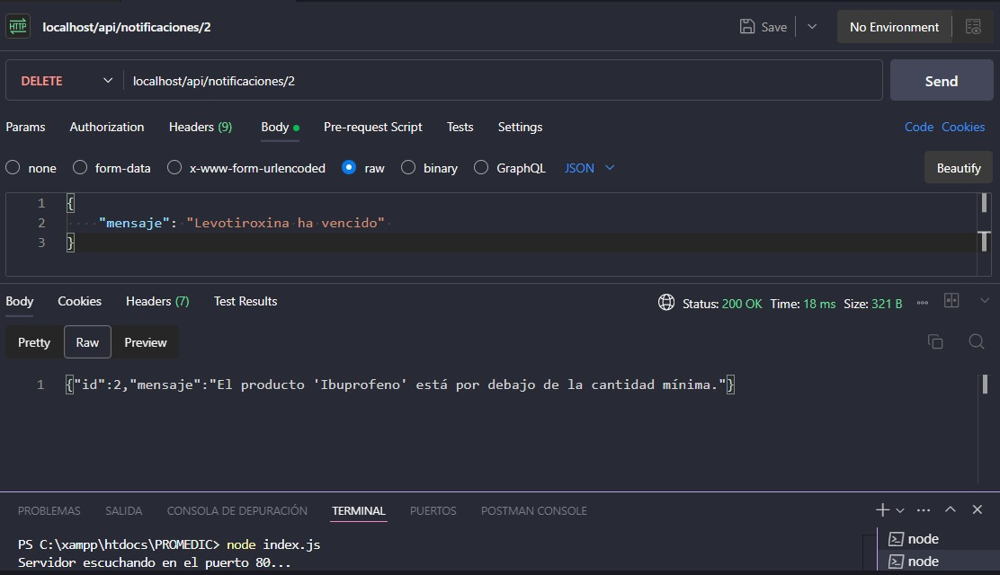 HTTP localhost/api/notificaciones/2 Save No Environment
DELETE localhost/api/notificaciones/2 Send
Params Authorization Headers (9) Body Pre-request Script Tests Settings Code Cookies
none form-data x-www-form-urlencoded raw binary GraphQL JSON Beautify
1 {
2 ····"mensaje":·"Levotiroxina·ha·vencido"·
3 }
Body Cookies Headers (7) Test Results Status: 200 OK Time: 18 ms Size: 321 B
Pretty Raw Preview
1 {"id":2,"mensaje":"El producto 'Ibuprofeno' está por debajo de la cantidad mínima."}
PROBLEMAS SALIDA CONSOLA DE DEPURACIÓN TERMINAL PUERTOS POSTMAN CONSOLE
PS C:\xampp\htdocs\PROMEDIC> node index.js node
Servidor escuchando en el puerto 80... node